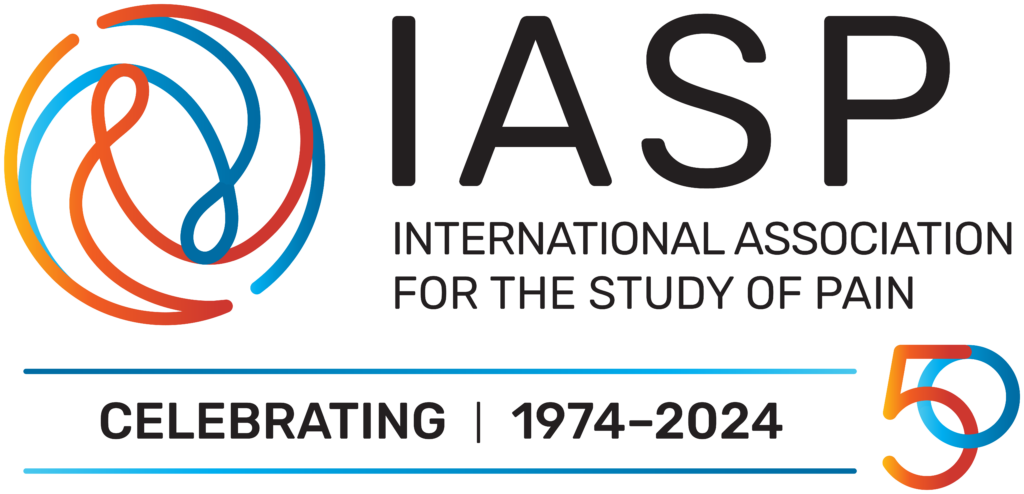 IASP
INTERNATIONAL ASSOCIATION
FOR THE STUDY OF PAIN
CELEBRATING | 1974–2024
50